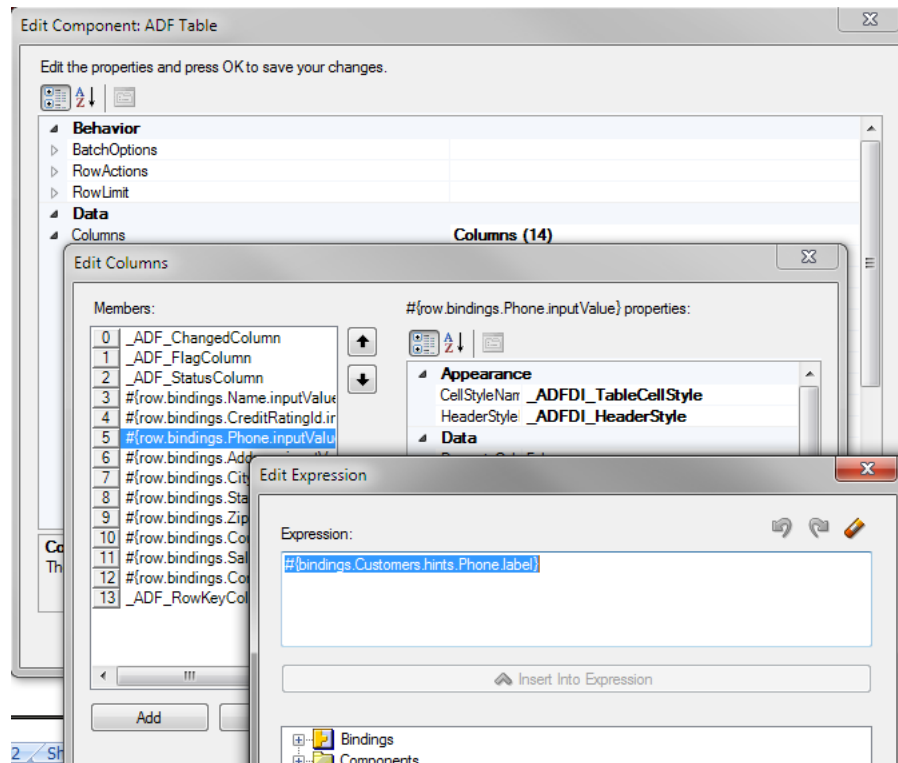 Edit Component: ADF Table
Edit the properties and press OK to save your changes.
Behavior
BatchOptions
RowActions
RowLimit
Data
Columns Columns (14)
Edit Columns
Members: #{row.bindings.Phone.inputValue} properties:
0 _ADF_ChangedColumn
1 _ADF_FlagColumn
2 _ADF_StatusColumn
3 #{row.bindings.Name.inputValue
4 #{row.bindings.CreditRatingId.ir
5 #{row.bindings.Phone.inputValu
6 #{row.bindings.Add
7 #{row.bindings.City
8 #{row.bindings.Sta
9 #{row.bindings.Zip
10 #{row.bindings.Co
11 #{row.bindings.Sal
12 #{row.bindings.Co
13 _ADF_RowKeyCol
Appearance
CellStyleNam _ADFDI_TableCellStyle
HeaderStyle _ADFDI_HeaderStyle
Data
Edit Expression
Expression:
#{bindings.Customers.hints.Phone.label}
Insert Into Expression
Bindings
Components
Co
Th
Add
2 Sh